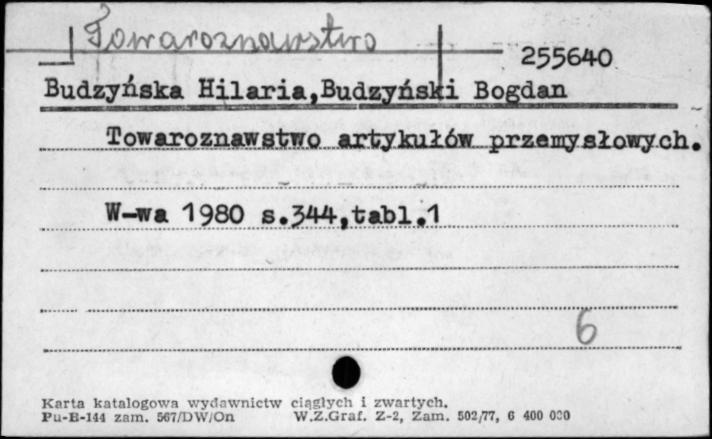 Towaroznawstwo
255640
Budzyńska Hilaria,Budzyński Bogdan
Towaroznawstwo artykułów przemysłowych.
W-wa 1980 s.344,tabl.1
6
Karta katalogowa wydawnictw ciągłych i zwartych.
Pu-B-144 zam. 567/DW/On W.Z.Graf. Z-2, Zam. 502/77, 6 400 000